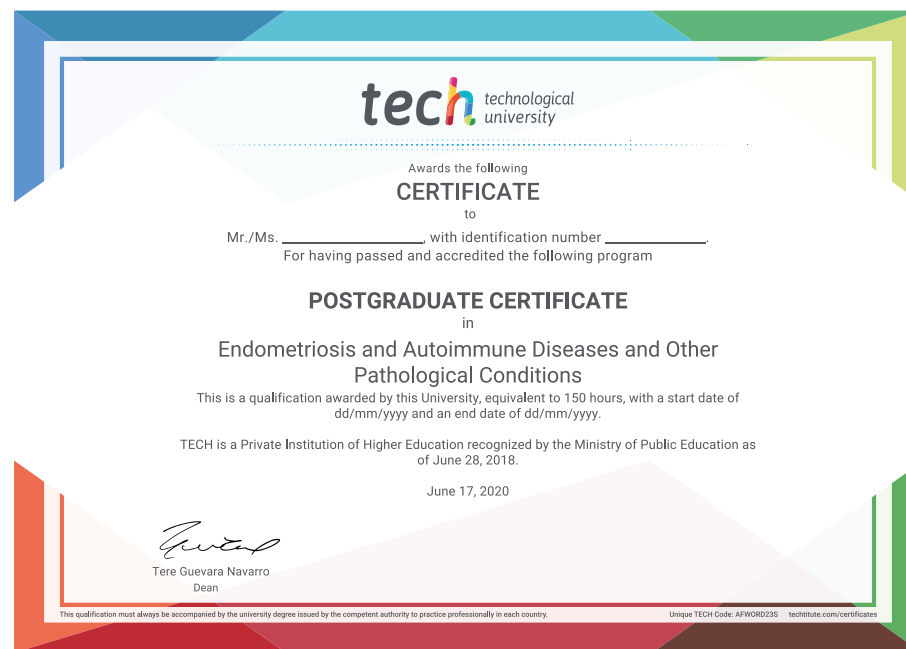 tech technological
university
Awards the following
CERTIFICATE
to
Mr./Ms. ____________, with identification number ____________.
For having passed and accredited the following program
POSTGRADUATE CERTIFICATE
in
Endometriosis and Autoimmune Diseases and Other
Pathological Conditions
This is a qualification awarded by this University, equivalent to 150 hours, with a start date of
dd/mm/yyyy and an end date of dd/mm/yyyy.
TECH is a Private Institution of Higher Education recognized by the Ministry of Public Education as
of June 28, 2018.
June 17, 2020
Tere Guevara Navarro
Dean
This qualification must always be accompanied by the university degree issued by the competent authority to practice professionally in each country. Unique TECH Code: AFWORD23S techtitute.com/certificates